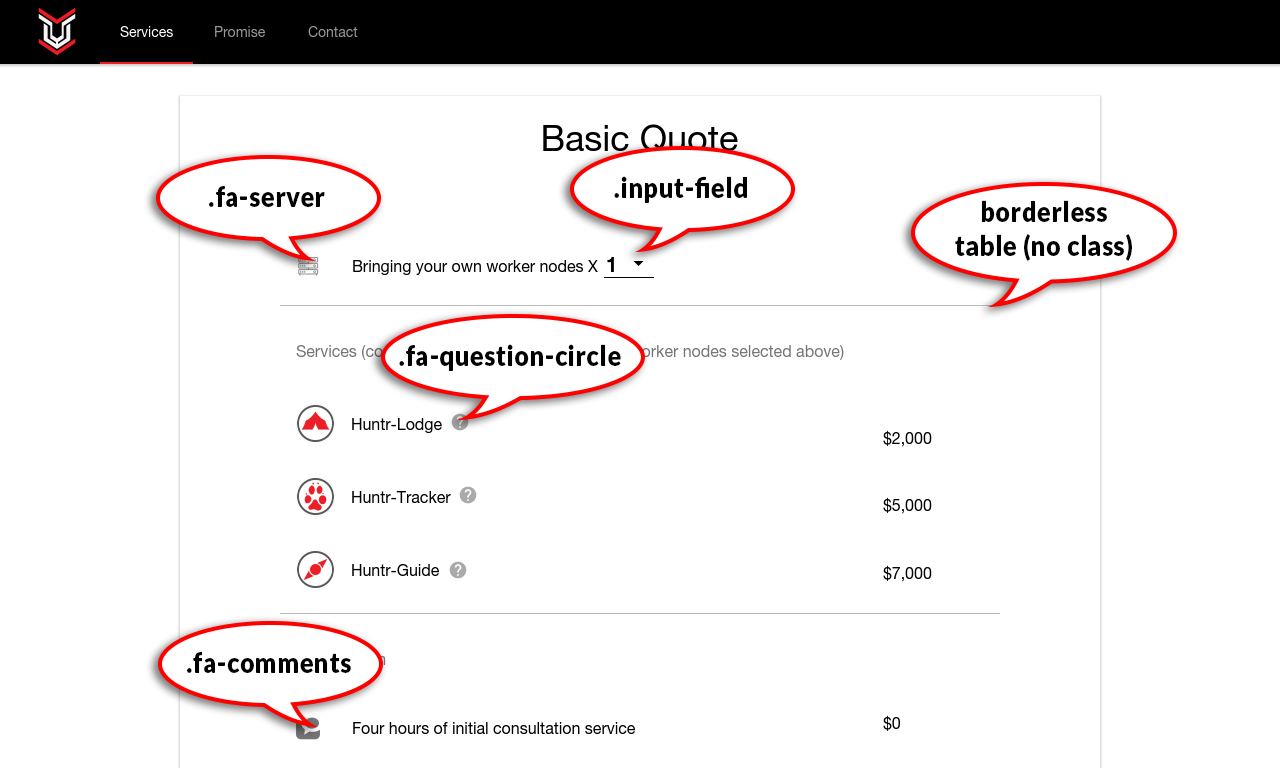 Services Promise Contact
Basic Quote
.fa-server
.input-field
borderless
table (no class)
Bringing your own worker nodes X 1
Services (co
.fa-question-circle
orker nodes selected above)
Huntr-Lodge ?
$2,000
Huntr-Tracker ?
$5,000
Huntr-Guide ?
$7,000
.fa-comments
Four hours of initial consultation service
$0